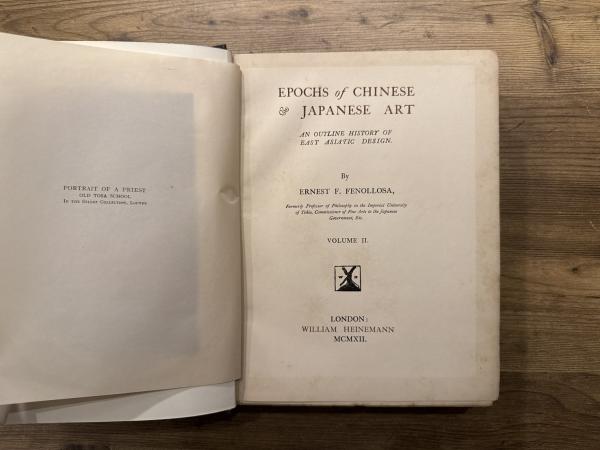 PORTRAIT OF A PRIEST
OLD TOSA SCHOOL
In the Gillot Collection, Louvre
EPOCHS of CHINESE
& JAPANESE ART
AN OUTLINE HISTORY OF
EAST ASIATIC DESIGN.
By
ERNEST F. FENOLLOSA,
Formerly Professor of Philosophy in the Imperial University
of Tokio, Commissioner of Fine Arts to the Japanese
Government, Etc.
VOLUME II.
W H
LONDON:
WILLIAM HEINEMANN
MCMXII.